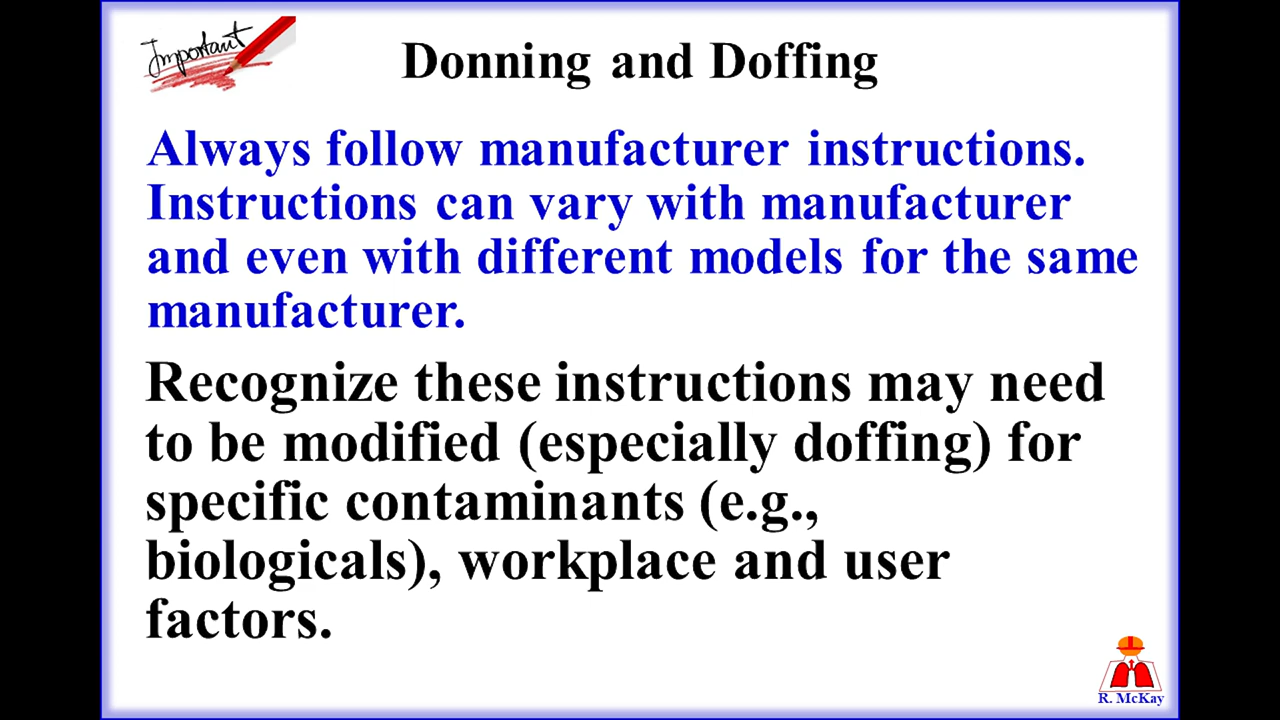 Important
Donning and Doffing
Always follow manufacturer instructions.
Instructions can vary with manufacturer
and even with different models for the same
manufacturer.
Recognize these instructions may need
to be modified (especially doffing) for
specific contaminants (e.g.,
biologicals), workplace and user
factors.
R. McKay